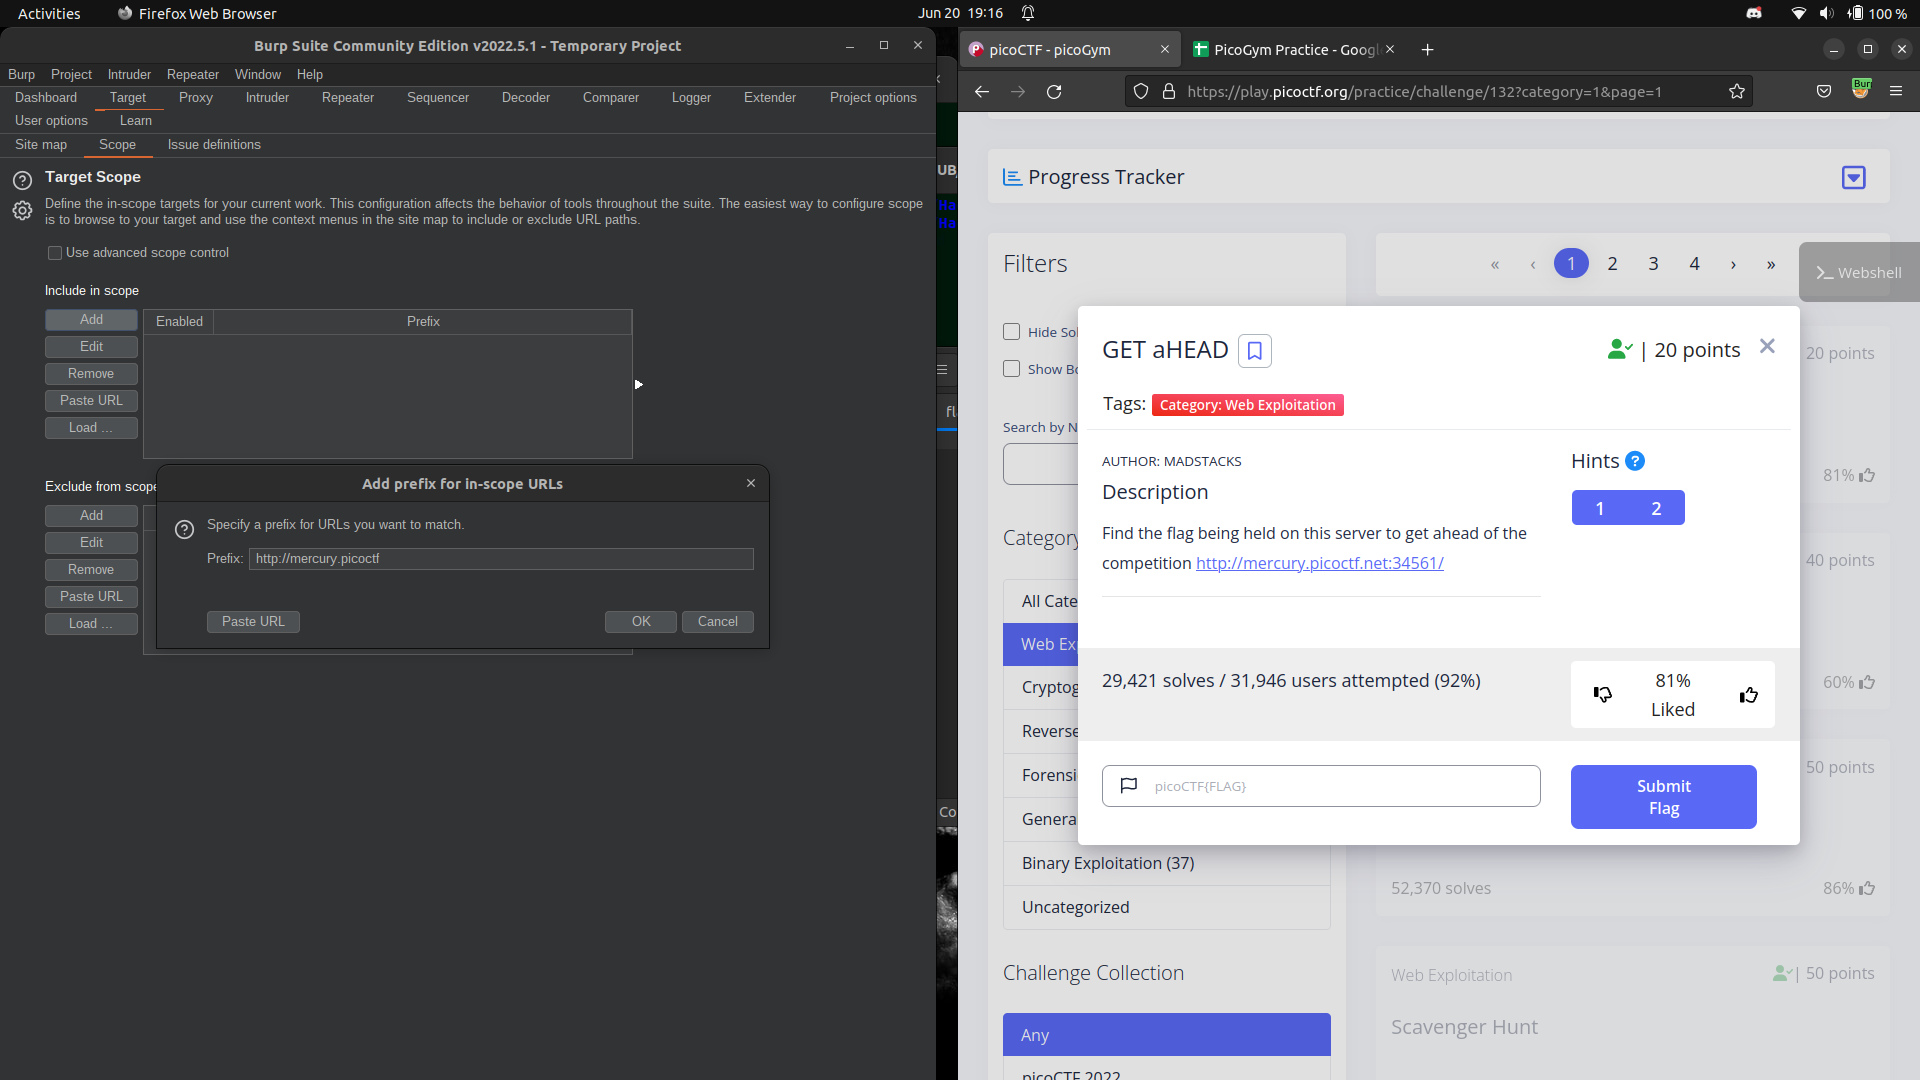 Activities
Firefox Web Browser
Jun 20 19:16
100 %
Burp Suite Community Edition v2022.5.1 - Temporary Project
Burp Project Intruder Repeater Window Help
Dashboard Target Proxy Intruder Repeater Sequencer Decoder Comparer Logger Extender Project options
User options Learn
Site map Scope Issue definitions
Target Scope
Define the in-scope targets for your current work. This configuration affects the behavior of tools throughout the suite. The easiest way to configure scope
is to browse to your target and use the context menus in the site map to include or exclude URL paths.
Use advanced scope control
Include in scope
Add
Edit
Remove
Paste URL
Load ...
Enabled Prefix
Exclude from scope
Add
Edit
Remove
Paste URL
Load ...
Add prefix for in-scope URLs
Specify a prefix for URLs you want to match.
Prefix: http://mercury.picoctf
Paste URL OK Cancel
UB
Ha
Ha
fl
Co
picoCTF - picoGym
PicoGym Practice - Googl
https://play.picoctf.org/practice/challenge/132?category=1&page=1
Burp
Progress Tracker
Filters
« ‹ 1 2 3 4 › »
Webshell
Hide Sol
Show Bo
Search by N
Category
All Cate
Web Ex
Cryptog
Reverse
Forensi
Genera
Binary Exploitation (37)
Uncategorized
Challenge Collection
Any
picoCTF 2022
GET aHEAD
| 20 points
Tags: Category: Web Exploitation
AUTHOR: MADSTACKS
Description
Find the flag being held on this server to get ahead of the
competition http://mercury.picoctf.net:34561/
Hints ?
1 2
29,421 solves / 31,946 users attempted (92%)
81%
Liked
picoCTF{FLAG}
Submit
Flag
20 points
81%
40 points
60%
50 points
52,370 solves
86%
Web Exploitation
| 50 points
Scavenger Hunt